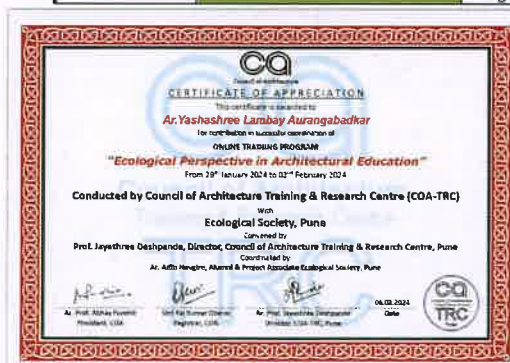 ca
Council of Architecture
CERTIFICATE OF APPRECIATION
This certificate is awarded to
Ar.Yashashree Lambay Aurangabadkar
For contribution in successful coordination of
ONLINE TRAINING PROGRAM
"Ecological Perspective in Architectural Education"
From 29th January 2024 to 02nd February 2024
Conducted by Council of Architecture Training & Research Centre (COA-TRC)
With
Ecological Society, Pune
Convened by
Prof. Jayashree Deshpande, Director, Council of Architecture Training & Research Centre, Pune
Coordinated by
Ar. Hevgire, Alumni & Project Associate Ecological Society, Pune
Ar. Prof. Abhay Purohit
President, COA
Raj Kumar Oberoi
Registrar, COA
Ar. Prof. Jayashree Deshpande
Director COA-TRC, Pune
06.02.2024
Date
ca
TRC
TRC